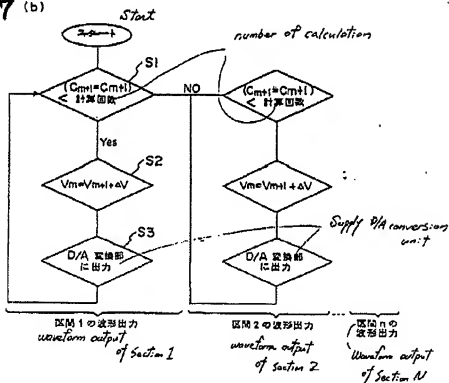 7 (b)
Start
スタート
S1
number of calculation
(Cm+1=Cm+1)
< 計算回数
NO
(Cm+1=Cm+1)
< 計算回数
Yes
S2
Vm=Vm+1+ΔV
Vm=Vm+1+ΔV
S3
D/A 変換部
に出力
D/A 変換部
に出力
Supply D/A conversion
unit
区間1の波形出力
waveform output
of Section 1
区間2の波形出力
waveform output
of Section 2
区間nの
波形出力
Waveform output
of Section N